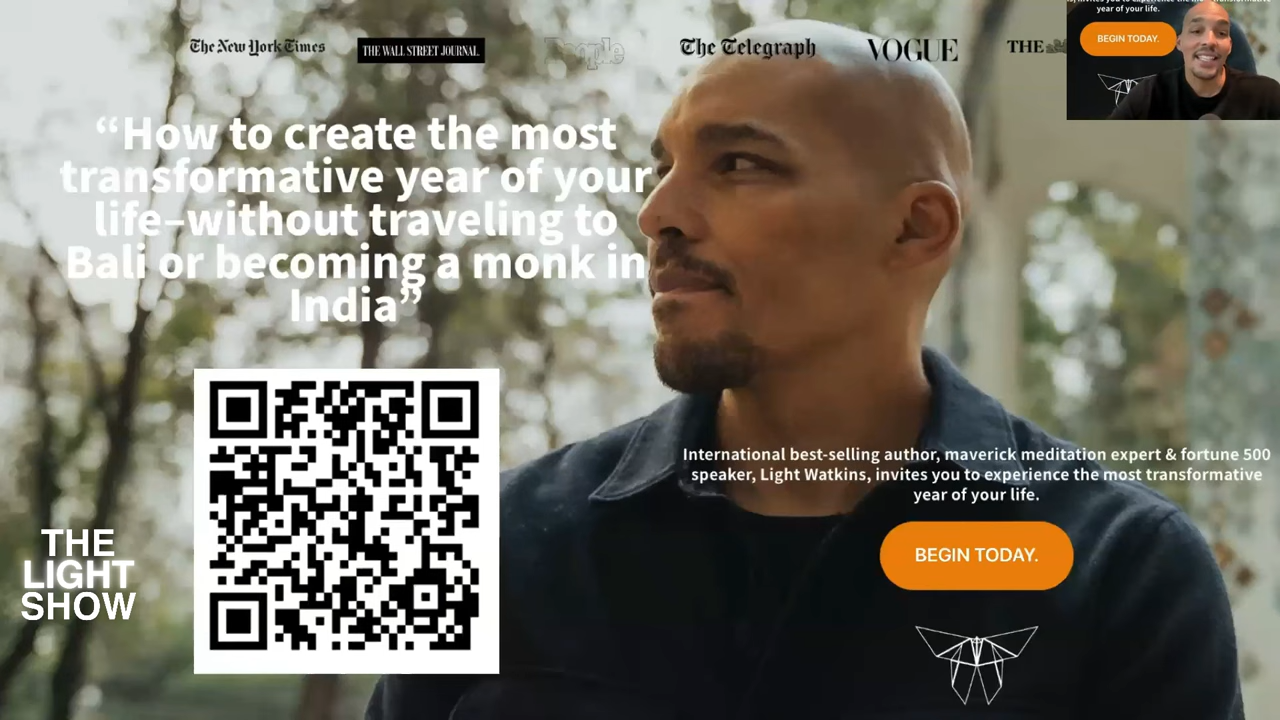 The New York Times
THE WALL STREET JOURNAL.
People
The Telegraph
VOGUE
THE
year of your life.
BEGIN TODAY.
“How to create the most
transformative year of your
life–without traveling to
Bali or becoming a monk in
India”
International best-selling author, maverick meditation expert & fortune 500
speaker, Light Watkins, invites you to experience the most transformative
year of your life.
BEGIN TODAY.
THE
LIGHT
SHOW